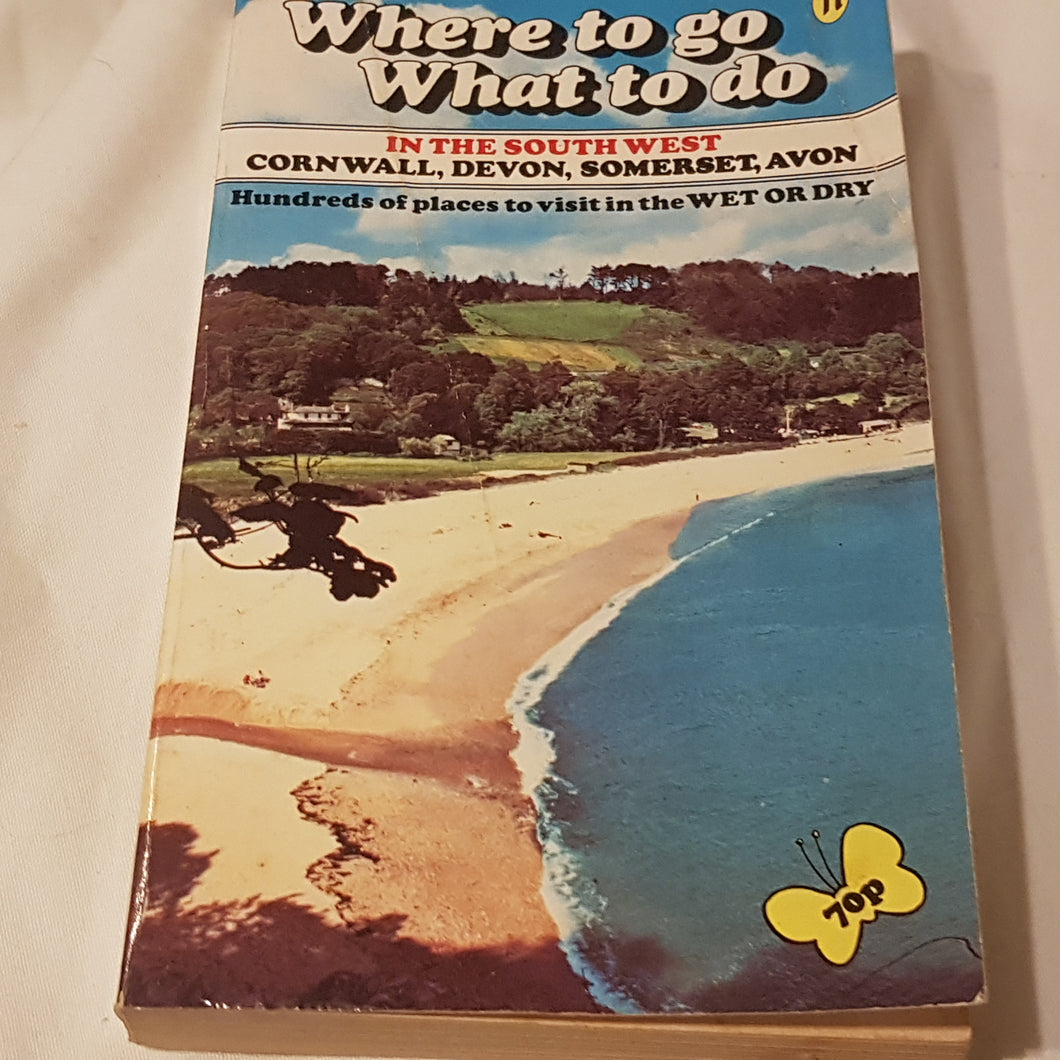 Where to go
What to do
IN THE SOUTH WEST
CORNWALL, DEVON, SOMERSET, AVON
Hundreds of places to visit in the WET OR DRY
70p